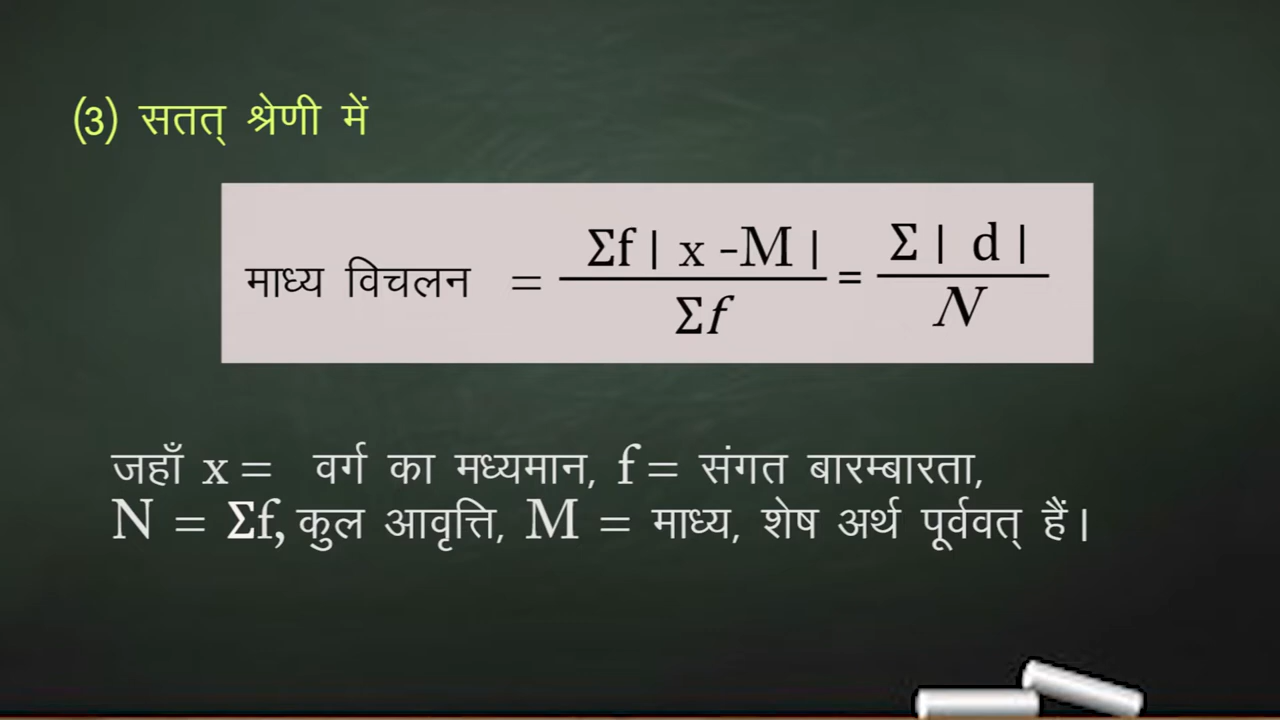 (3) सतत् श्रेणी में
माध्य विचलन = Σf | x -M | / Σf = Σ | d | / N
जहाँ x = वर्ग का मध्यमान, f = संगत बारम्बारता,
N = Σf, कुल आवृत्ति, M = माध्य, शेष अर्थ पूर्ववत् हैं।